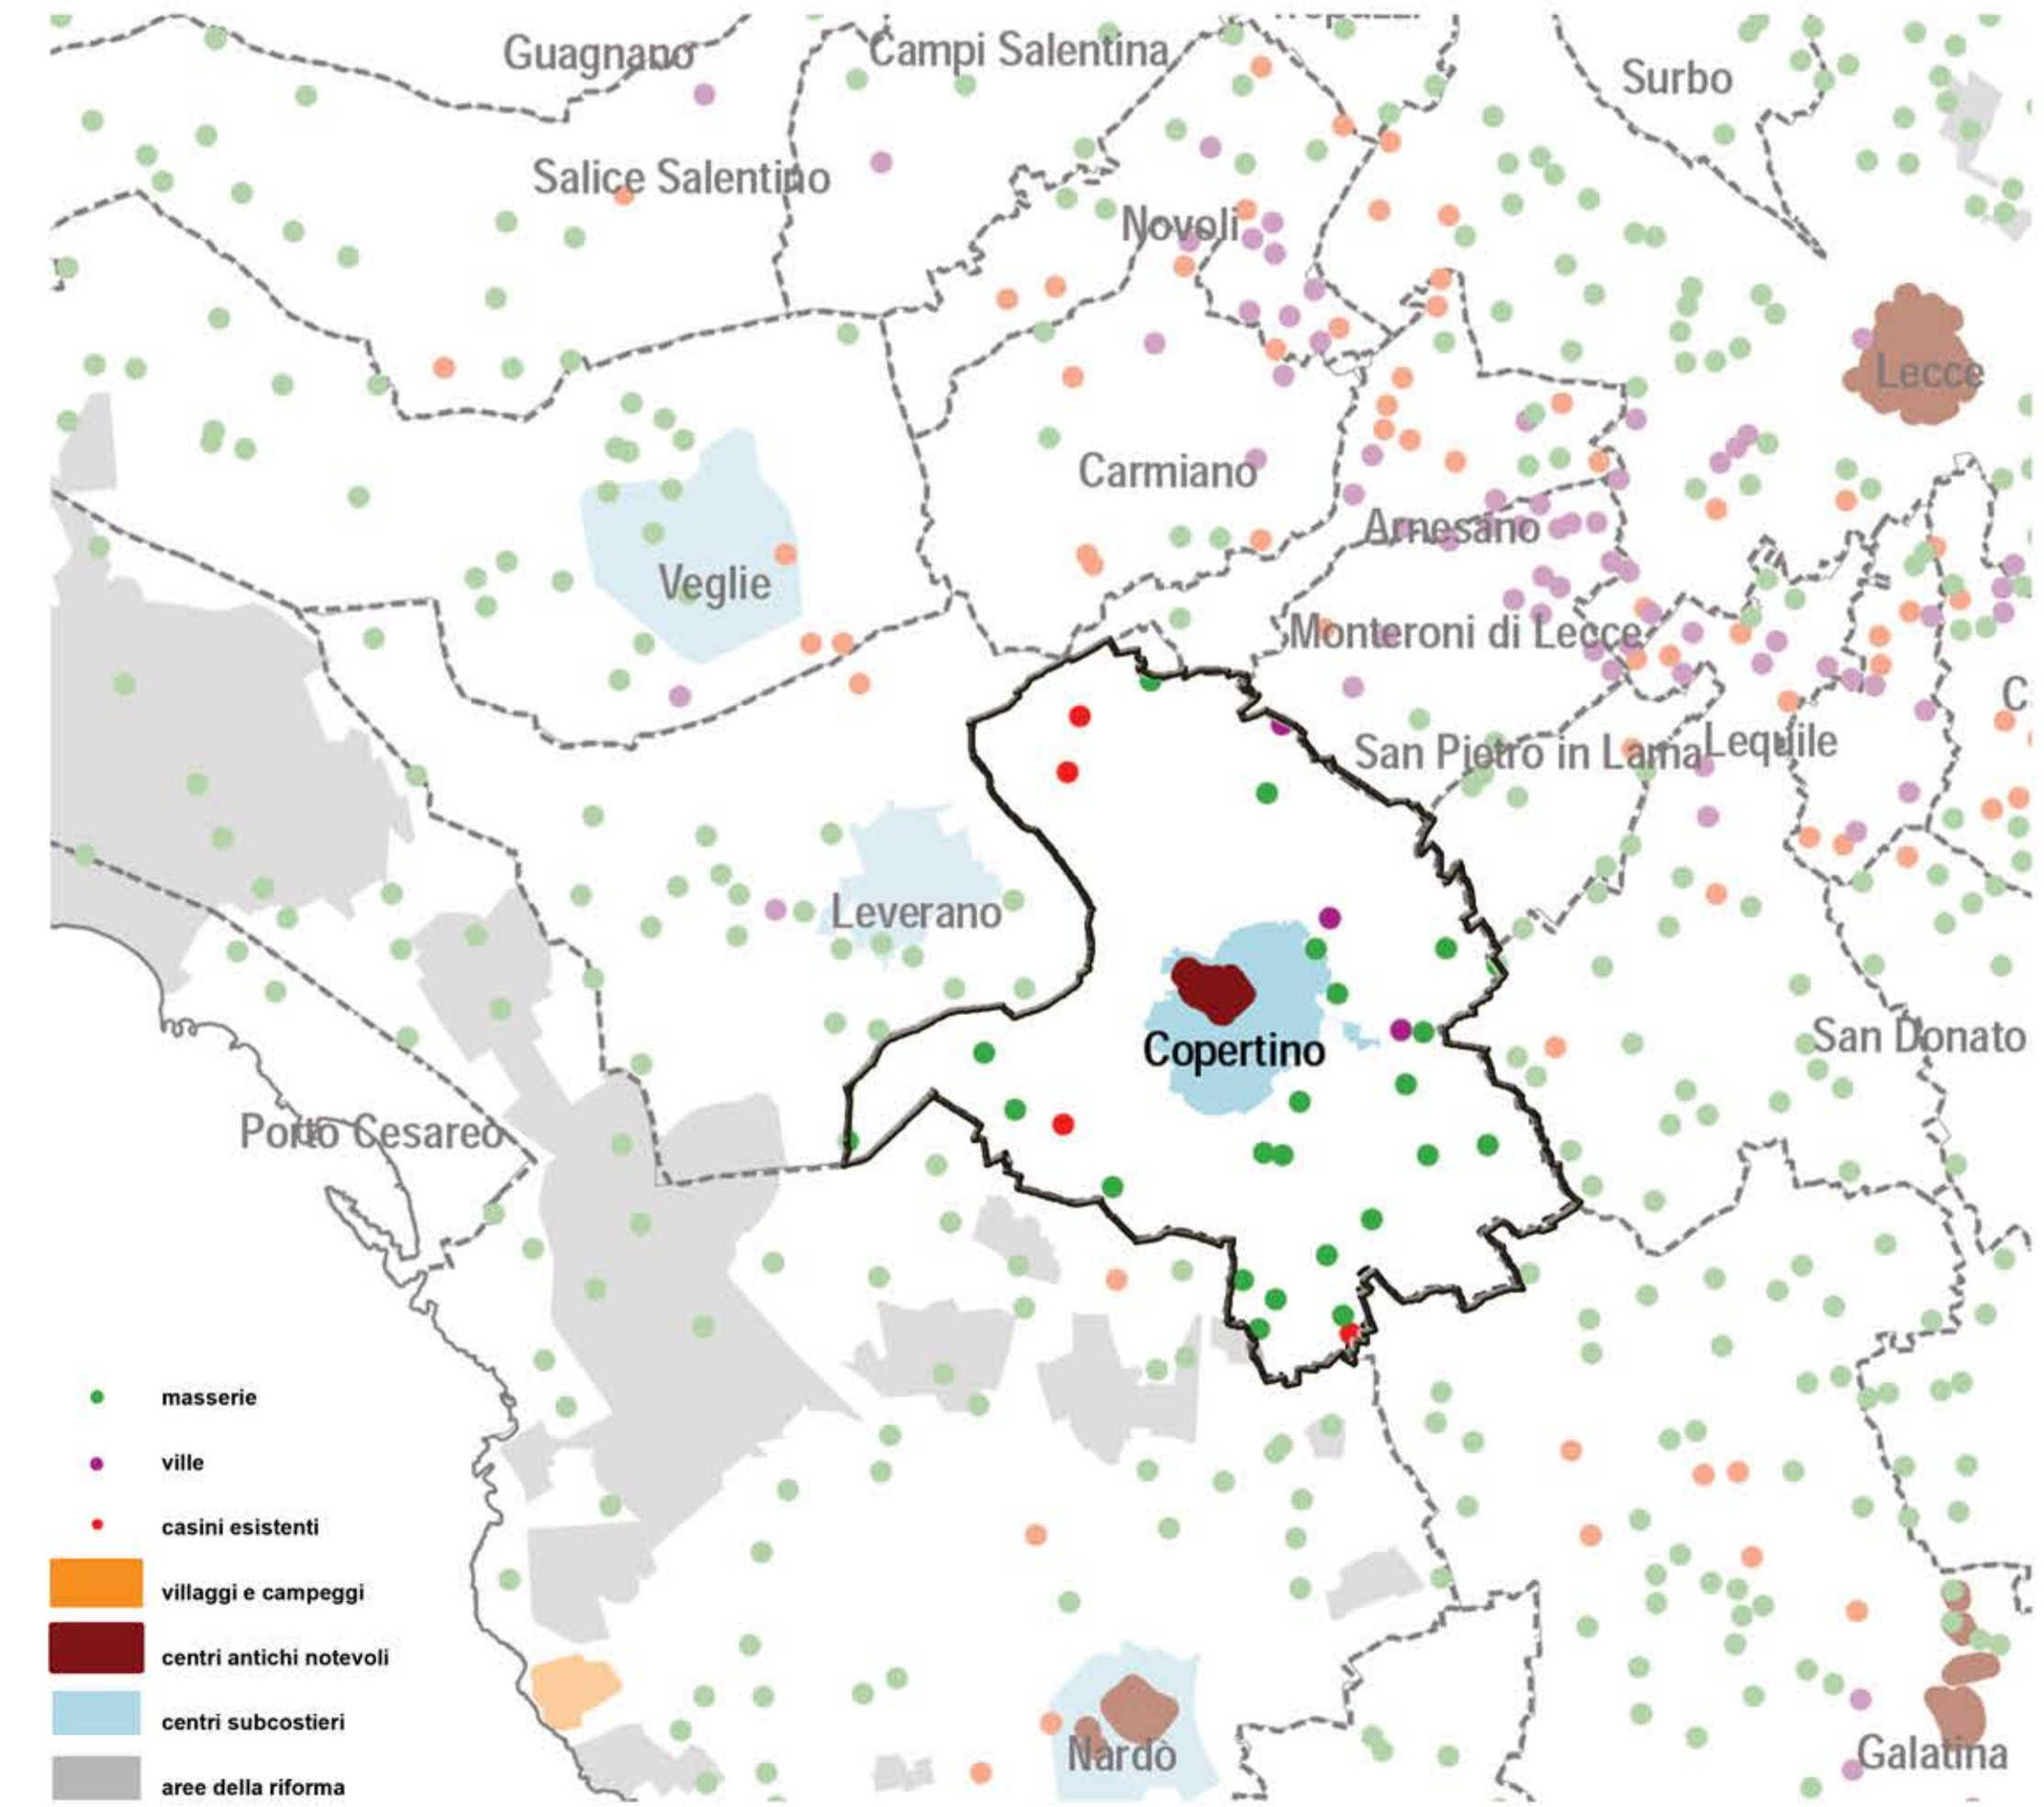 Guagnano
Campi Salentina
Surbo
Salice Salentino
Novoli
Lecce
Carmiano
Arnesano
Veglie
Monteroni di Lecce
C
San Pietro in Lama
Lequile
Leverano
Copertino
San Donato
Porto Cesareo
masserie
ville
casini esistenti
villaggi e campeggi
centri antichi notevoli
centri subcostieri
aree della riforma
Nardò
Galatina